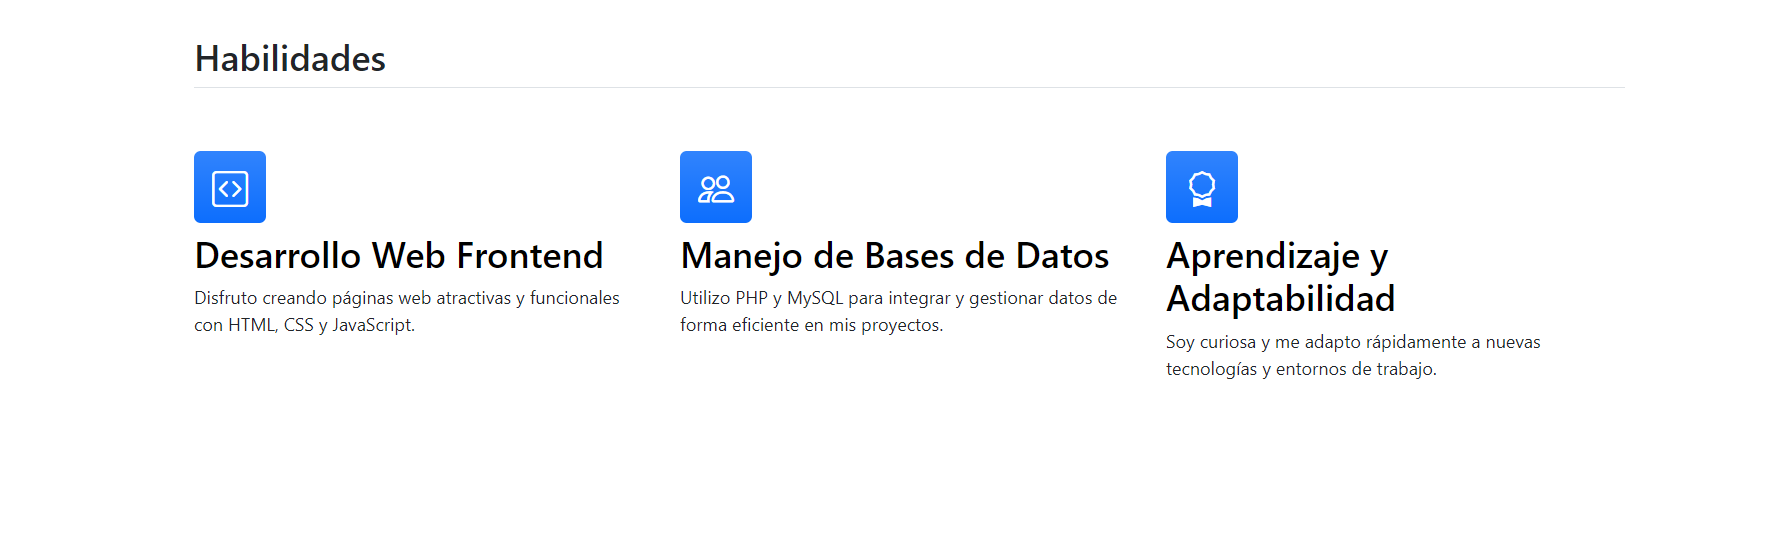 Habilidades
Desarrollo Web Frontend
Disfruto creando páginas web atractivas y funcionales
con HTML, CSS y JavaScript.
Manejo de Bases de Datos
Utilizo PHP y MySQL para integrar y gestionar datos de
forma eficiente en mis proyectos.
Aprendizaje y
Adaptabilidad
Soy curiosa y me adapto rápidamente a nuevas
tecnologías y entornos de trabajo.